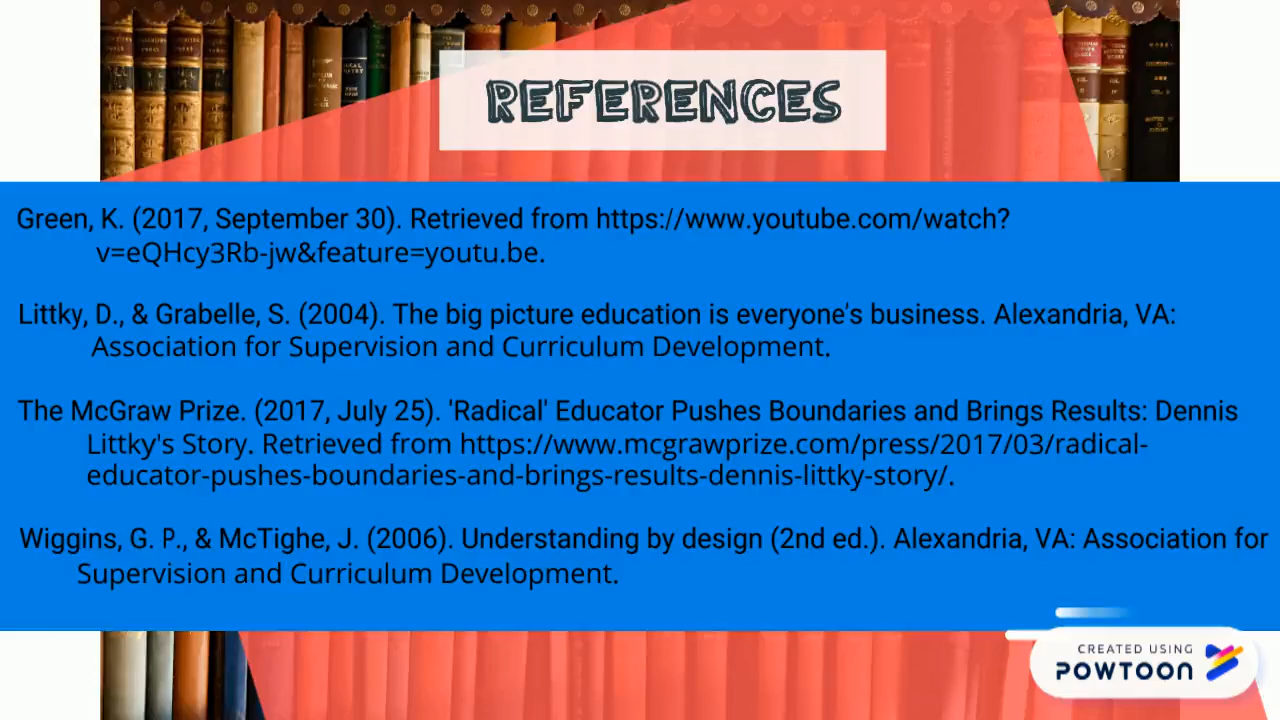 REFERENCES
Green, K. (2017, September 30). Retrieved from https://www.youtube.com/watch?
v=eQHcy3Rb-jw&feature=youtu.be.
Littky, D., & Grabelle, S. (2004). The big picture education is everyone's business. Alexandria, VA:
Association for Supervision and Curriculum Development.
The McGraw Prize. (2017, July 25). 'Radical' Educator Pushes Boundaries and Brings Results: Dennis
Littky's Story. Retrieved from https://www.mcgrawprize.com/press/2017/03/radical-
educator-pushes-boundaries-and-brings-results-dennis-littky-story/.
Wiggins, G. P., & McTighe, J. (2006). Understanding by design (2nd ed.). Alexandria, VA: Association for
Supervision and Curriculum Development.
CREATED USING
POWTOON